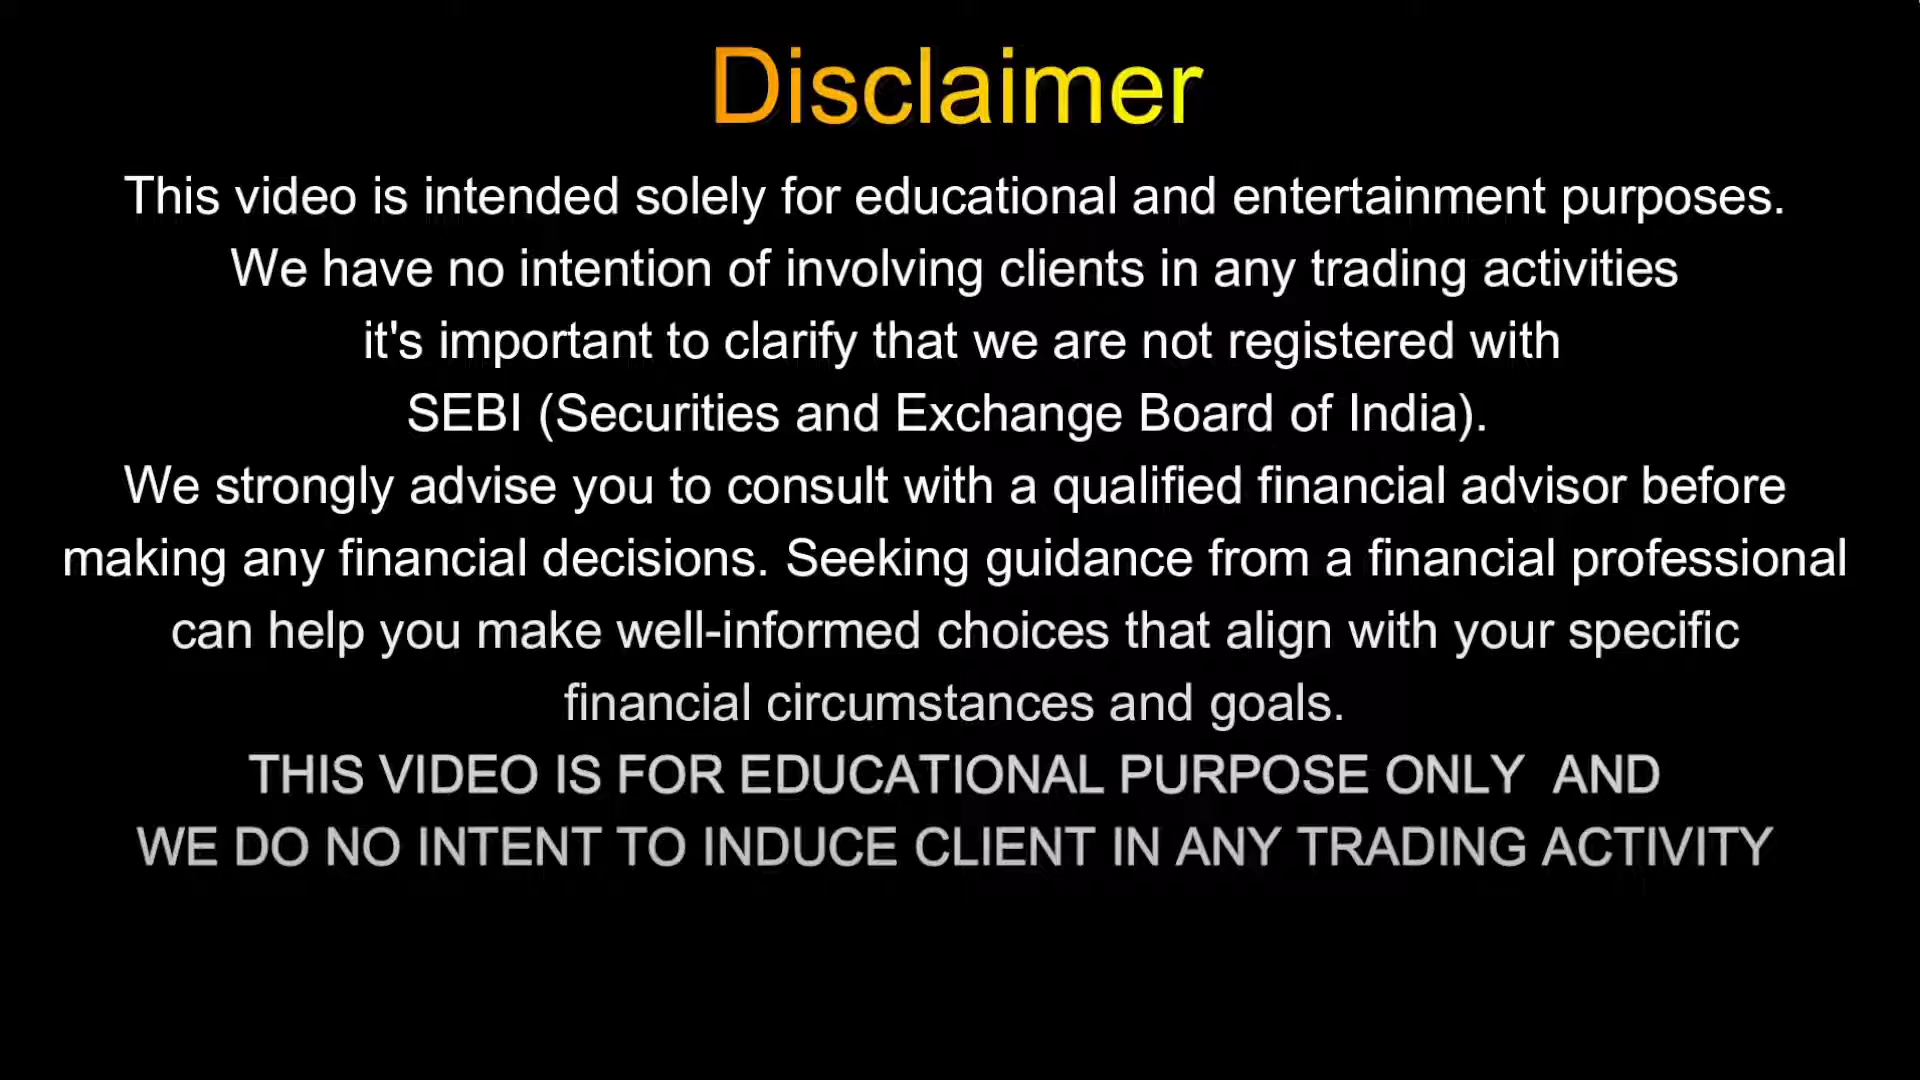 Disclaimer
This video is intended solely for educational and entertainment purposes.
We have no intention of involving clients in any trading activities
it's important to clarify that we are not registered with
SEBI (Securities and Exchange Board of India).
We strongly advise you to consult with a qualified financial advisor before
making any financial decisions. Seeking guidance from a financial professional
can help you make well-informed choices that align with your specific
financial circumstances and goals.
THIS VIDEO IS FOR EDUCATIONAL PURPOSE ONLY  AND
WE DO NO INTENT TO INDUCE CLIENT IN ANY TRADING ACTIVITY